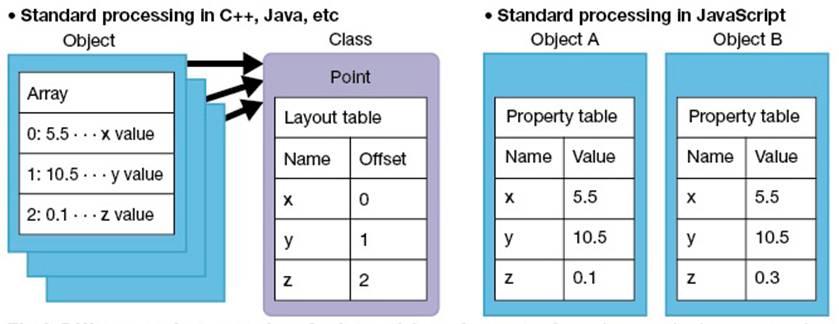 • Standard processing in C++, Java, etc
Object
Array
0: 5.5 · · · x value
1: 10.5 · · · y value
2: 0.1 · · · z value
Class
Point
Layout table
Name Offset
x 0
y 1
z 2
• Standard processing in JavaScript
Object A
Property table
Name Value
x 5.5
y 10.5
z 0.1
Object B
Property table
Name Value
x 5.5
y 10.5
z 0.3